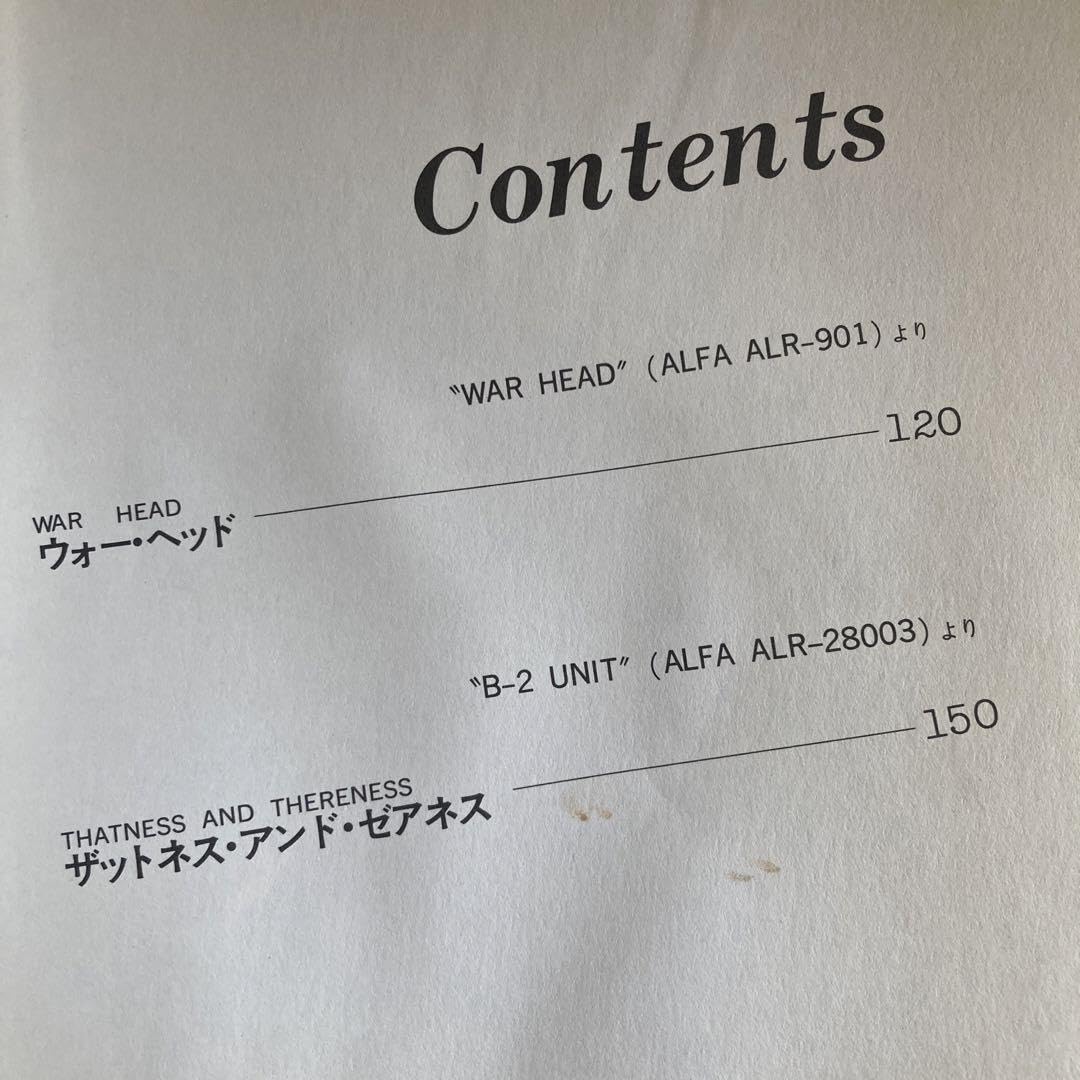 Contents
〝WAR HEAD〟(ALFA ALR-901)より
120
WAR HEAD
ウォー・ヘッド
〝B-2 UNIT〟(ALFA ALR-28003)より
150
THATNESS AND THERENESS
ザットネス・アンド・ゼアネス